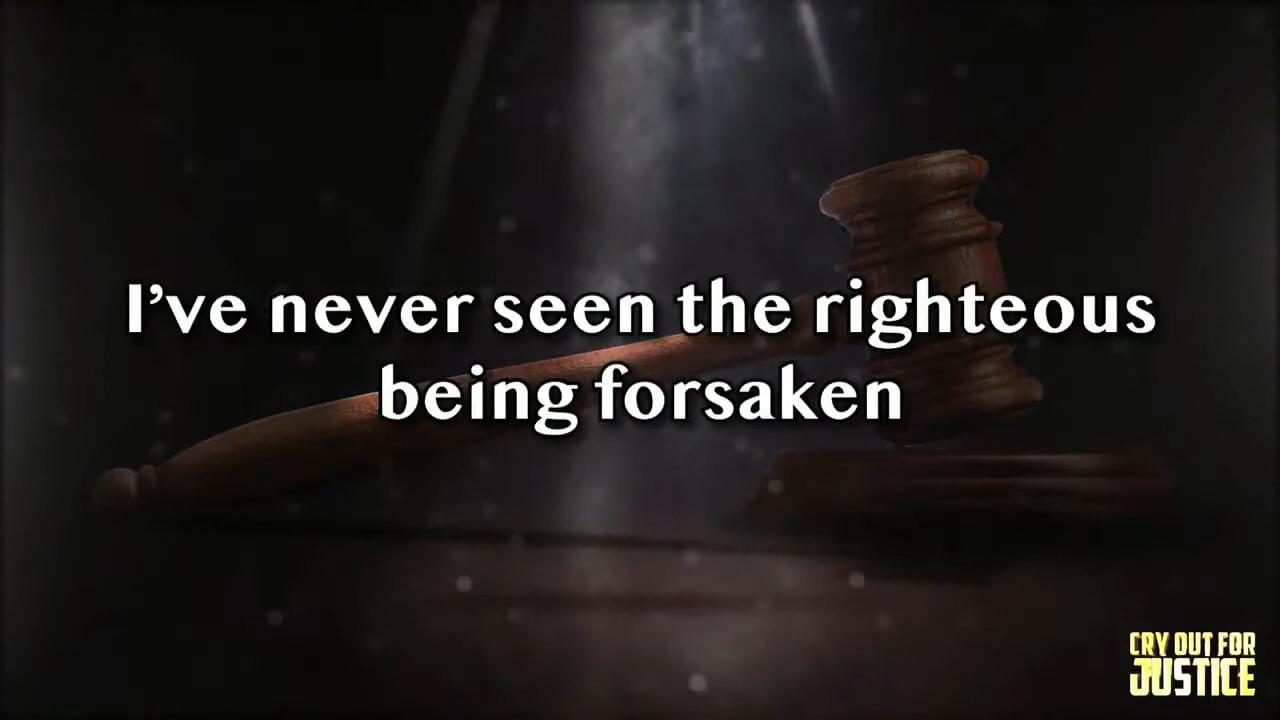 I’ve never seen the righteous
being forsaken
CRY OUT FOR
JUSTICE